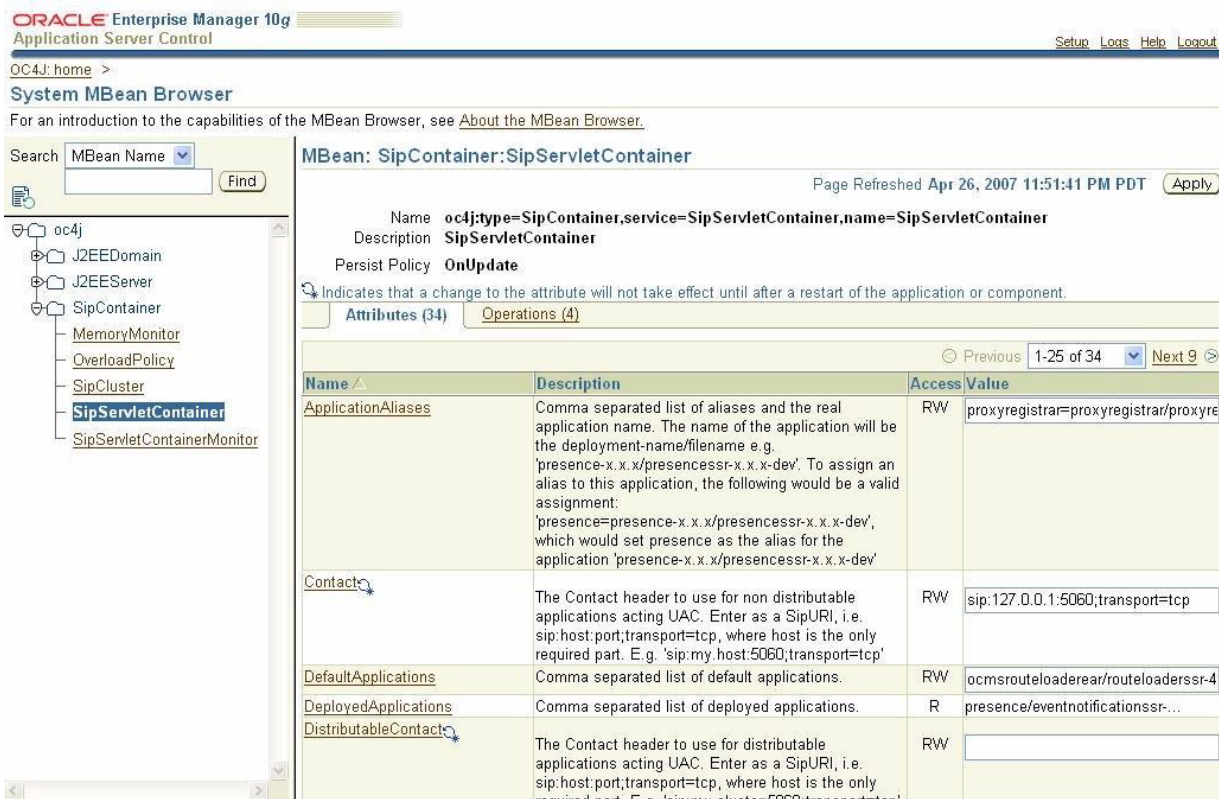 ORACLE Enterprise Manager 10g
Application Server Control
Setup Logs Help Logout
OC4J: home >
System MBean Browser
For an introduction to the capabilities of the MBean Browser, see About the MBean Browser.
Search MBean Name
Find
oc4j
J2EEDomain
J2EEServer
SipContainer
MemoryMonitor
OverloadPolicy
SipCluster
SipServletContainer
SipServletContainerMonitor
MBean: SipContainer:SipServletContainer
Page Refreshed Apr 26, 2007 11:51:41 PM PDT Apply
Name oc4j:type=SipContainer,service=SipServletContainer,name=SipServletContainer
Description SipServletContainer
Persist Policy OnUpdate
Indicates that a change to the attribute will not take effect until after a restart of the application or component.
Attributes (34) Operations (4)
Previous 1-25 of 34 Next 9
Name Description Access Value
ApplicationAliases Comma separated list of aliases and the real RW proxyregistrar=proxyregistrar/proxyre
application name. The name of the application will be
the deployment-name/filename e.g.
'presence-x.x.x/presencessr-x.x.x-dev'. To assign an
alias to this application, the following would be a valid
assignment:
'presence=presence-x.x.x/presencessr-x.x.x-dev',
which would set presence as the alias for the
application 'presence-x.x.x/presencessr-x.x.x-dev'
Contact
The Contact header to use for non distributable RW sip:127.0.0.1:5060;transport=tcp
applications acting UAC. Enter as a SipURI, i.e.
sip:host:port;transport=tcp, where host is the only
required part. E.g. 'sip:my.host:5060;transport=tcp'
DefaultApplications Comma separated list of default applications. RW ocmsrouteloaderear/routeloaderssr-4
DeployedApplications Comma separated list of deployed applications. R presence/eventnotificationssr-...
DistributableContact
The Contact header to use for distributable RW
applications acting UAC. Enter as a SipURI, i.e.
sip:host:port;transport=tcp, where host is the only